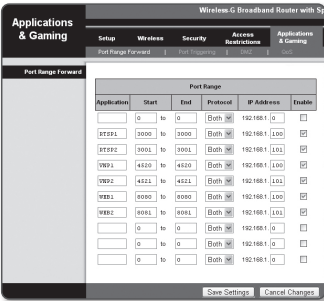 Wireless-G Broadband Router with Sp
Applications & Gaming
Setup Wireless Security Access Restrictions Applications & Gaming
Port Range Forward | Port Triggering | DMZ | QoS
Port Range Forward
Port Range
Application Start End Protocol IP Address Enable
0 to 0 Both 192.168.1. 0
RTSP1 3000 to 3000 Both 192.168.1. 100
RTSP2 3001 to 3001 Both 192.168.1. 101
VNP1 4520 to 4520 Both 192.168.1. 100
VNP2 4521 to 4521 Both 192.168.1. 101
WEB1 8080 to 8080 Both 192.168.1. 100
WEB2 8081 to 8081 Both 192.168.1. 101
0 to 0 Both 192.168.1. 0
0 to 0 Both 192.168.1. 0
0 to 0 Both 192.168.1. 0
Save Settings Cancel Changes